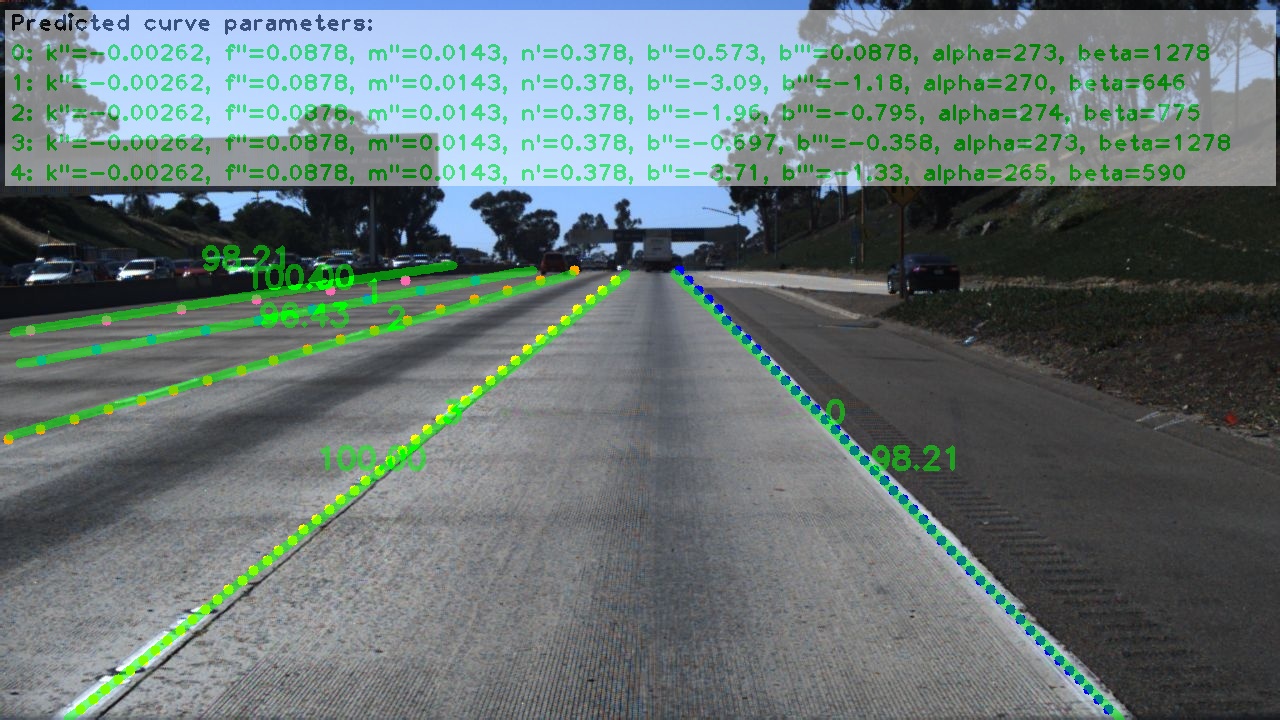 Predicted curve parameters:
0: k''=-0.00262, f''=0.0878, m''=0.0143, n'=0.378, b''=0.573, b'''=0.0878, alpha=273, beta=1278
1: k''=-0.00262, f''=0.0878, m''=0.0143, n'=0.378, b''=-3.09, b'''=-1.18, alpha=270, beta=646
2: k''=-0.00262, f''=0.0878, m''=0.0143, n'=0.378, b''=-1.96, b'''=-0.795, alpha=274, beta=775
3: k''=-0.00262, f''=0.0878, m''=0.0143, n'=0.378, b''=-0.697, b'''=-0.358, alpha=273, beta=1278
4: k''=-0.00262, f''=0.0878, m''=0.0143, n'=0.378, b''=-3.71, b'''=-1.33, alpha=265, beta=590
98.21
100.00
1
96.43
2
3
0
100.00
98.21